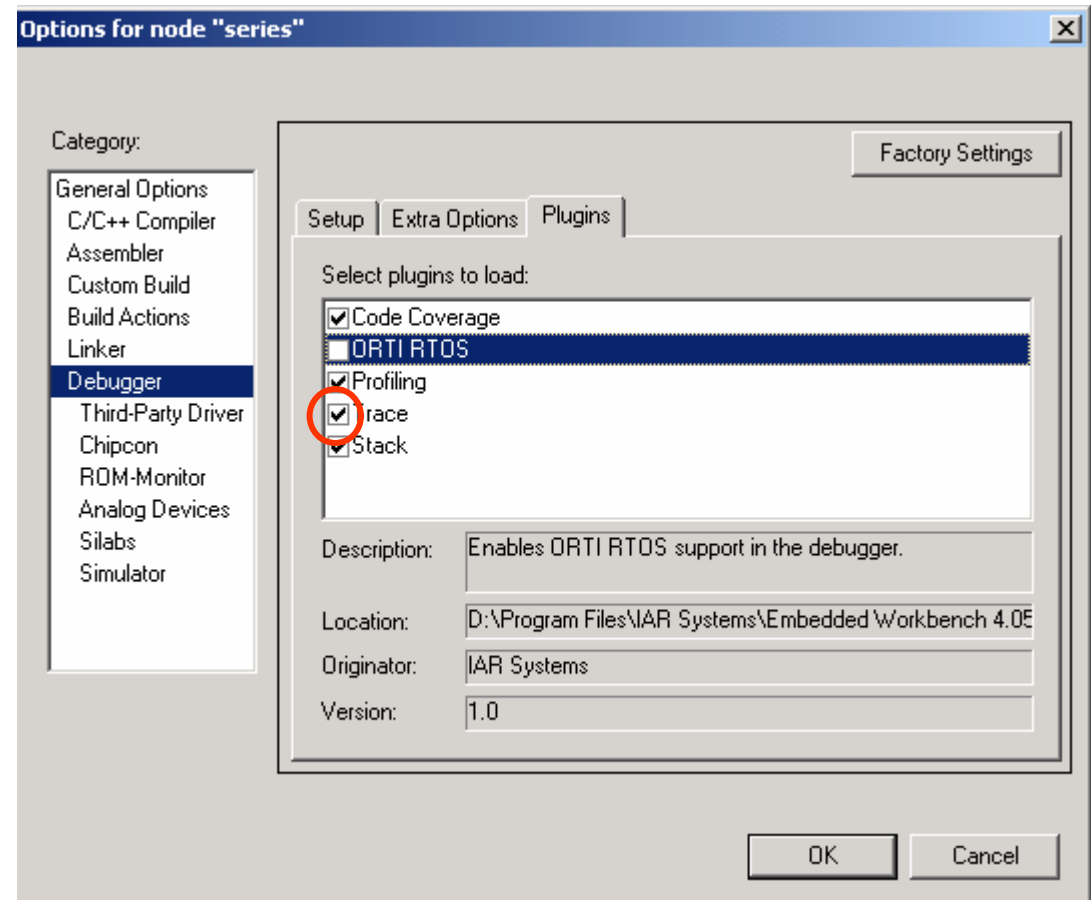 Options for node "series"
Category:
Factory Settings
General Options
C/C++ Compiler
Assembler
Custom Build
Build Actions
Linker
Debugger
Third-Party Driver
Chipcon
ROM-Monitor
Analog Devices
Silabs
Simulator
Setup Extra Options Plugins
Select plugins to load:
Code Coverage
ORTI RTOS
Profiling
Trace
Stack
Description: Enables ORTI RTOS support in the debugger.
Location: D:\Program Files\IAR Systems\Embedded Workbench 4.05
Originator: IAR Systems
Version: 1.0
OK Cancel